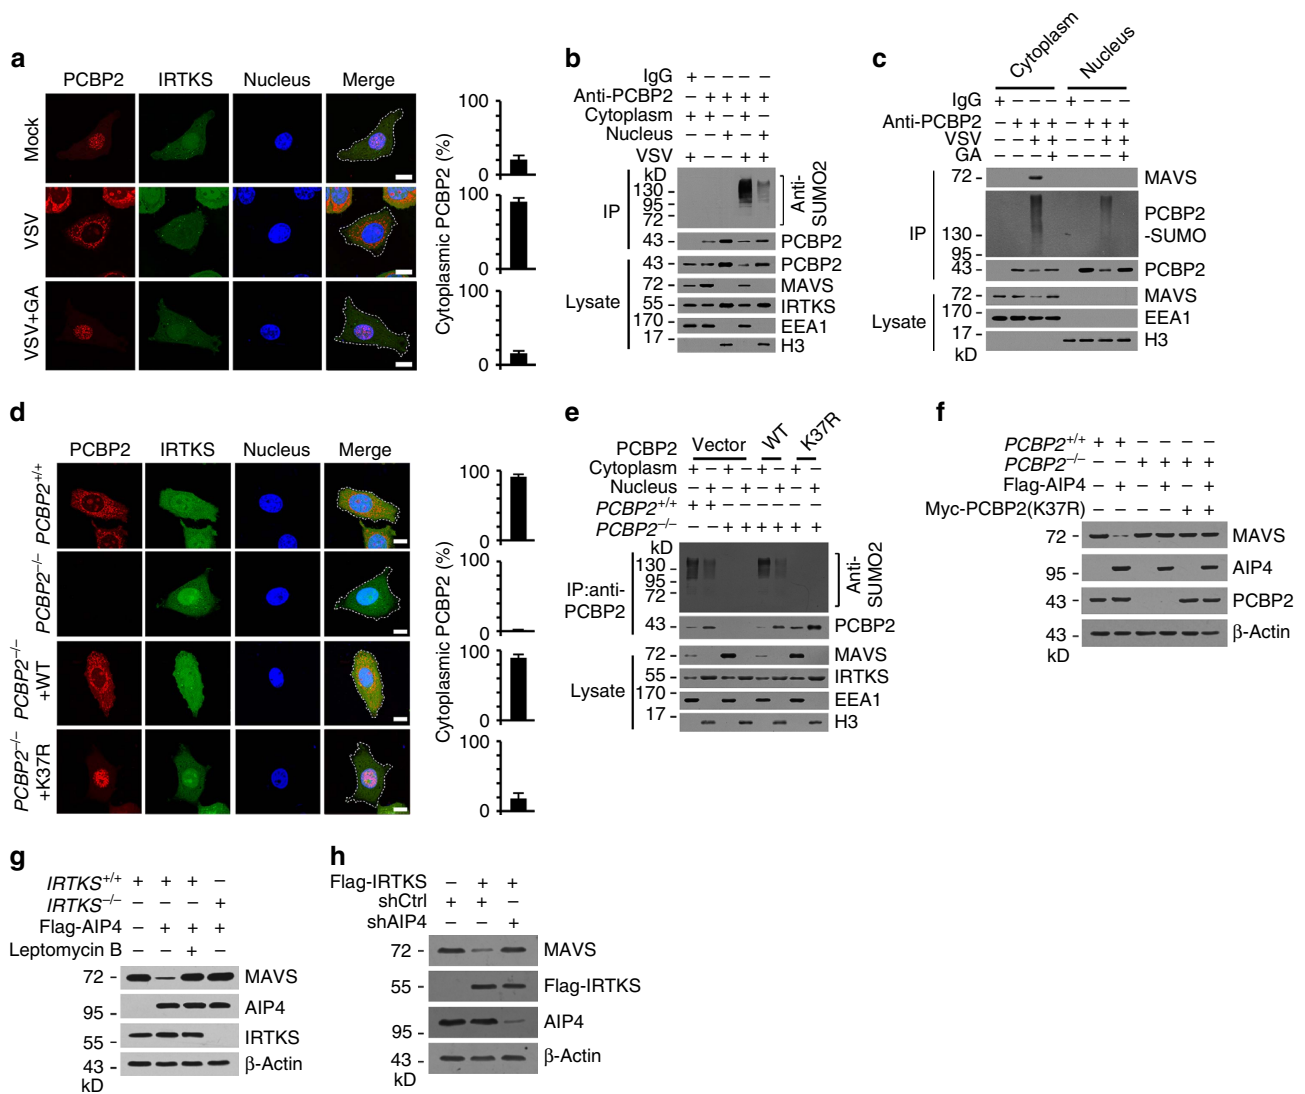 a
PCBP2 IRTKS Nucleus Merge
Mock
VSV
VSV+GA
Cytoplasmic PCBP2 (%)
100
0
100
0
100
0
b
IgG + – – – –
Anti-PCBP2 – + + + +
Cytoplasm + + – + –
Nucleus – – + – +
VSV + – – + +
kD
IP
130
95
72
Anti-SUMO2
43 PCBP2
Lysate
43 PCBP2
72 MAVS
55 IRTKS
170 EEA1
17 H3
c
Cytoplasm Nucleus
IgG + – – – + – – –
Anti-PCBP2 – + + + – + + +
VSV – – + + – – + +
GA – – – + – – – +
IP
72 MAVS
PCBP2
-SUMO
130
95
43 PCBP2
Lysate
72 MAVS
170 EEA1
17 H3
kD
d
PCBP2 IRTKS Nucleus Merge
PCBP2+/+
PCBP2–/–
PCBP2–/–
+WT
PCBP2–/–
+K37R
Cytoplasmic PCBP2 (%)
100
0
100
0
100
0
100
0
e
PCBP2 Vector WT K37R
Cytoplasm + – + – + – + –
Nucleus – + – + – + – +
PCBP2+/+ + + – – – – – –
PCBP2–/– – – + + + + + +
kD
IP:anti-
PCBP2
130
95
72
Anti-SUMO2
43 PCBP2
Lysate
72 MAVS
55 IRTKS
170 EEA1
17 H3
f
PCBP2+/+ + + – – – –
PCBP2–/– – – + + + +
Flag-AIP4 – + – + – +
Myc-PCBP2(K37R) – – – – + +
72 MAVS
95 AIP4
43 PCBP2
43 β-Actin
kD
g
IRTKS+/+ + + + –
IRTKS–/– – – – +
Flag-AIP4 – + + +
Leptomycin B – – + –
72 MAVS
95 AIP4
55 IRTKS
43 β-Actin
kD
h
Flag-IRTKS – + +
shCtrl + + –
shAIP4 – – +
72 MAVS
55 Flag-IRTKS
95 AIP4
43 β-Actin
kD